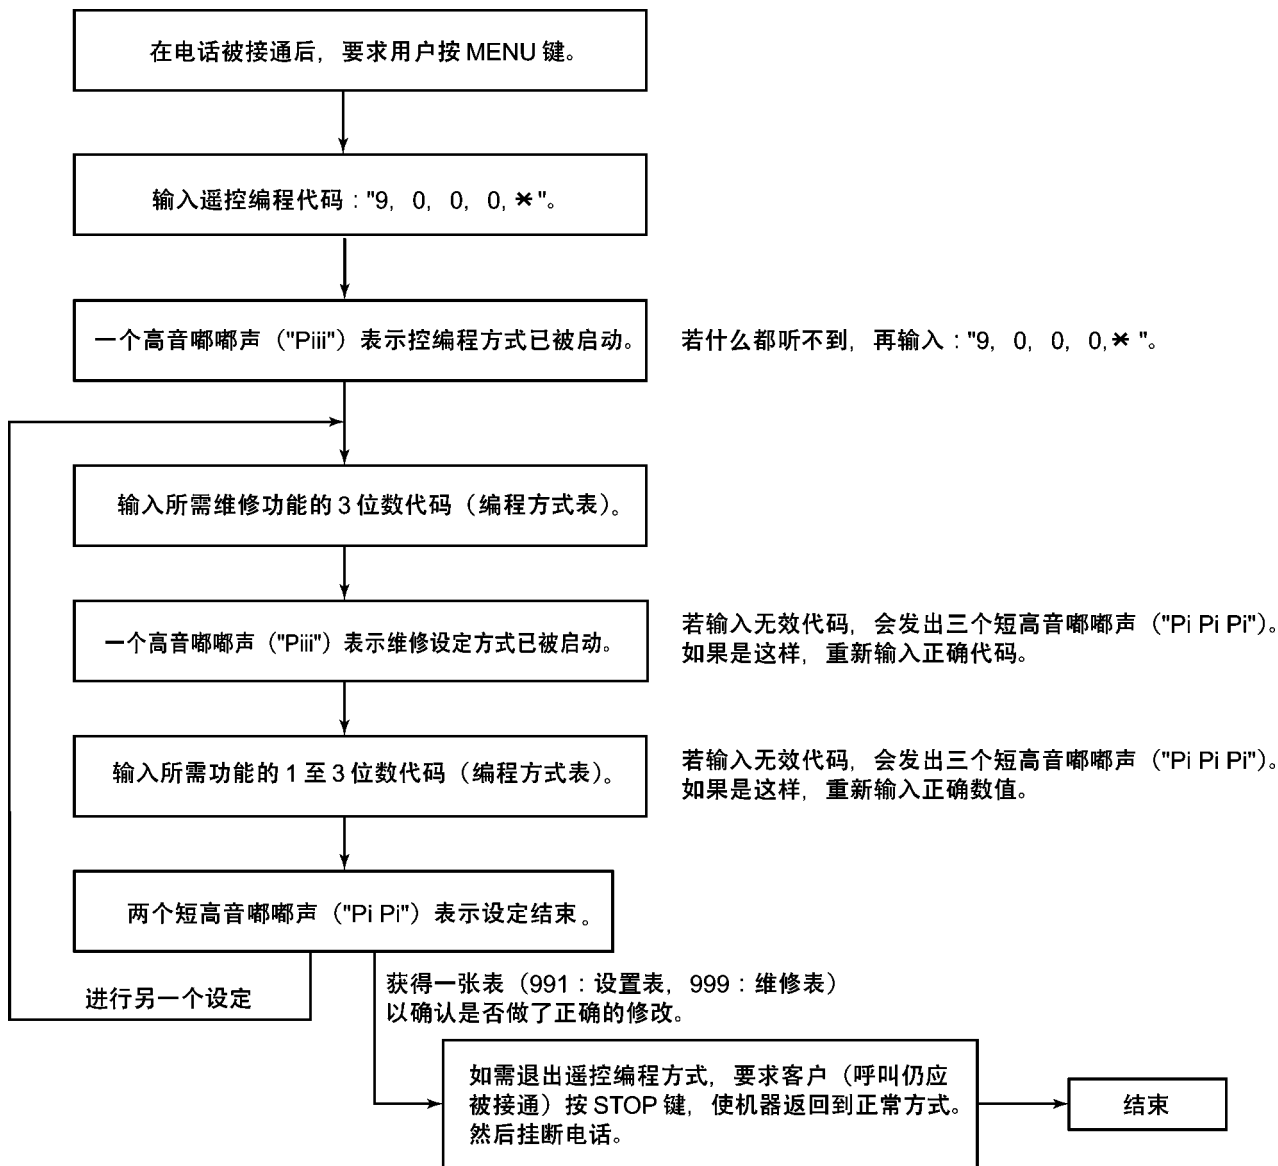 在电话被接通后，要求用户按 MENU 键。
输入遥控编程代码："9，0，0，0,✱"。
一个高音嘟嘟声（"Piii"）表示控编程方式已被启动。
若什么都听不到，再输入："9，0，0，0,✱ "。
输入所需维修功能的 3 位数代码（编程方式表）。
一个高音嘟嘟声（"Piii"）表示维修设定方式已被启动。
若输入无效代码，会发出三个短高音嘟嘟声（"Pi Pi Pi"）。
如果是这样，重新输入正确代码。
输入所需功能的 1 至 3 位数代码（编程方式表）。
若输入无效代码，会发出三个短高音嘟嘟声（"Pi Pi Pi"）。
如果是这样，重新输入正确数值。
两个短高音嘟嘟声（"Pi Pi"）表示设定结束。
进行另一个设定
获得一张表（991：设置表，999：维修表）
以确认是否做了正确的修改。
如需退出遥控编程方式，要求客户（呼叫仍应
被接通）按 STOP 键，使机器返回到正常方式。
然后挂断电话。
结束